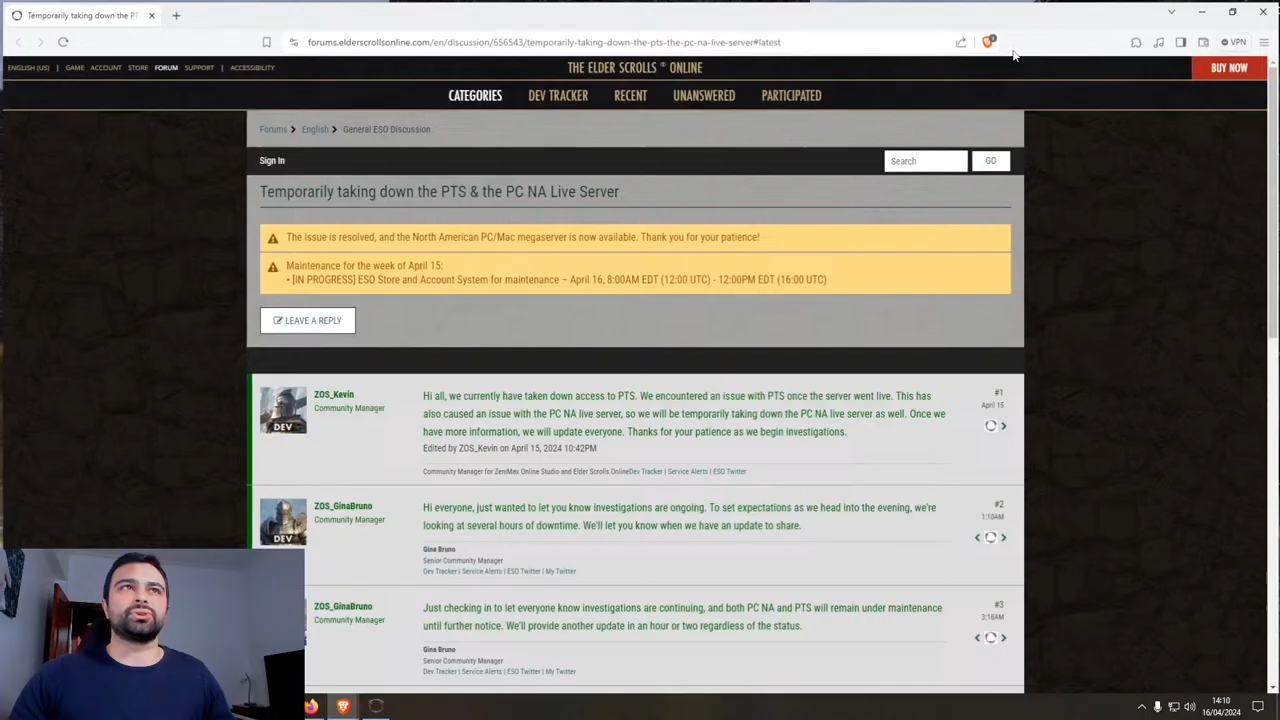 Temporarily taking down the PT
forums.elderscrollsonline.com/en/discussion/656543/temporarily-taking-down-the-pts-the-pc-na-live-server#latest
VPN
ENGLISH (US) | GAME ACCOUNT STORE FORUM SUPPORT | ACCESSIBILITY
THE ELDER SCROLLS ® ONLINE
BUY NOW
CATEGORIES DEV TRACKER RECENT UNANSWERED PARTICIPATED
Forums English General ESO Discussion
Sign In
Search
GO
Temporarily taking down the PTS & the PC NA Live Server
The issue is resolved, and the North American PC/Mac megaserver is now available. Thank you for your patience!
Maintenance for the week of April 15:
• [IN PROGRESS] ESO Store and Account System for maintenance – April 16, 8:00AM EDT (12:00 UTC) - 12:00PM EDT (16:00 UTC)
LEAVE A REPLY
DEV
ZOS_Kevin
Community Manager
Hi all, we currently have taken down access to PTS. We encountered an issue with PTS once the server went live. This has
also caused an issue with the PC NA live server, so we will be temporarily taking down the PC NA live server as well. Once we
have more information, we will update everyone. Thanks for your patience as we begin investigations.
Edited by ZOS_Kevin on April 15, 2024 10:42PM
Community Manager for ZeniMax Online Studio and Elder Scrolls OnlineDev Tracker | Service Alerts | ESO Twitter
#1
April 15
DEV
ZOS_GinaBruno
Community Manager
Hi everyone, just wanted to let you know investigations are ongoing. To set expectations as we head into the evening, we're
looking at several hours of downtime. We'll let you know when we have an update to share.
Gina Bruno
Senior Community Manager
Dev Tracker | Service Alerts | ESO Twitter | My Twitter
#2
1:10AM
ZOS_GinaBruno
Community Manager
Just checking in to let everyone know investigations are continuing, and both PC NA and PTS will remain under maintenance
until further notice. We'll provide another update in an hour or two regardless of the status.
Gina Bruno
Senior Community Manager
Dev Tracker | Service Alerts | ESO Twitter | My Twitter
#3
3:16AM
14:10
16/04/2024